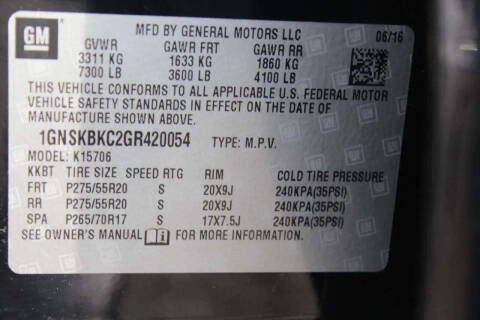 GM
MFD BY GENERAL MOTORS LLC
06/16
GVWR GAWR FRT GAWR RR
3311 KG 1633 KG 1860 KG
7300 LB 3600 LB 4100 LB
THIS VEHICLE CONFORMS TO ALL APPLICABLE U.S. FEDERAL MOTOR
VEHICLE SAFETY STANDARDS IN EFFECT ON THE DATE OF
MANUFACTURE SHOWN ABOVE.
1GNSKBKC2GR420054 TYPE: M.P.V.
MODEL: K15706
KKBT TIRE SIZE SPEED RTG RIM COLD TIRE PRESSURE
FRT P275/55R20 S 20X9J 240KPA(35PSI)
RR P275/55R20 S 20X9J 240KPA(35PSI)
SPA P265/70R17 S 17X7.5J 240KPA(35PSI)
SEE OWNER'S MANUAL FOR MORE INFORMATION.